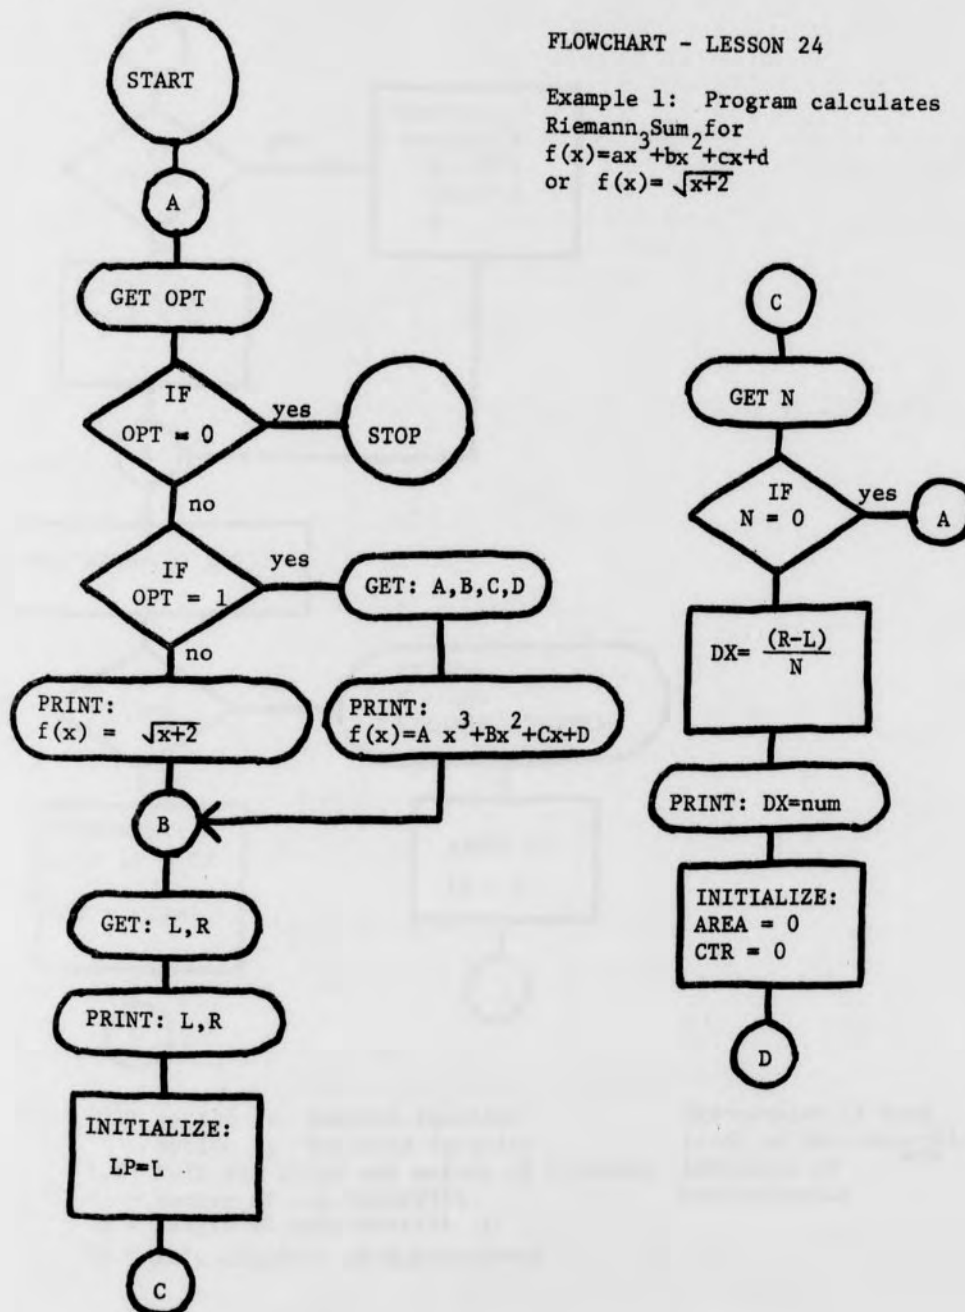 FLOWCHART - LESSON 24
Example 1: Program calculates
Riemann Sum for
f(x)=ax³+bx²+cx+d
or f(x)= √x+2
START
A
GET OPT
IF
OPT = 0
yes
STOP
no
IF
OPT = 1
yes
GET: A,B,C,D
no
PRINT:
f(x) = √x+2
PRINT:
f(x)=A x³+Bx²+Cx+D
B
GET: L,R
PRINT: L,R
INITIALIZE:
LP=L
C
C
GET N
IF
N = 0
yes
A
DX= (R-L)
N
PRINT: DX=num
INITIALIZE:
AREA = 0
CTR = 0
D